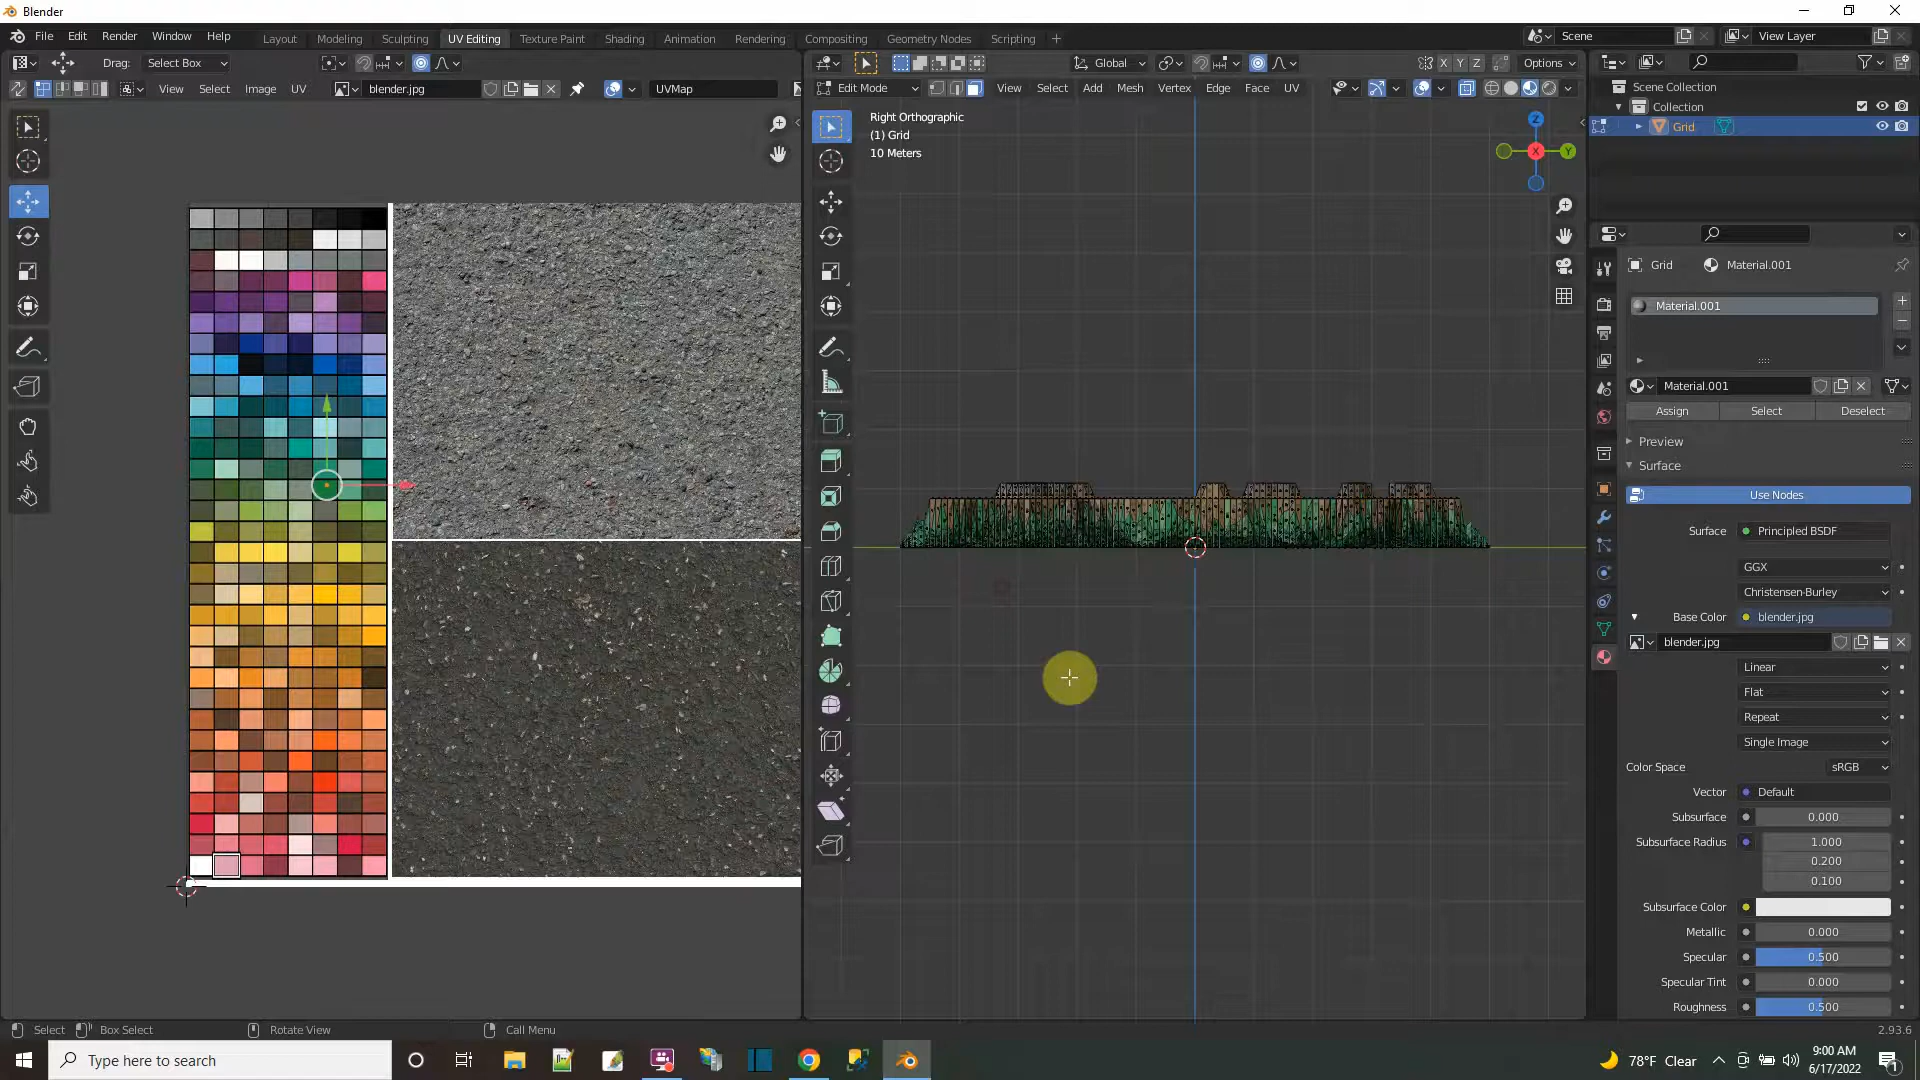 Blender
File Edit Render Window Help
Layout Modeling Sculpting UV Editing Texture Paint Shading Animation Rendering Compositing Geometry Nodes Scripting
Scene
View Layer
Drag: Select Box
Global
X Y Z
Options
View Select Image UV
blender.jpg
UVMap
Edit Mode
View Select Add Mesh Vertex Edge Face UV
Scene Collection
Collection
Grid
Right Orthographic
(1) Grid
10 Meters
Z
X
Y
Grid
Material.001
Material.001
Material.001
Assign Select Deselect
Preview
Surface
Use Nodes
Surface Principled BSDF
GGX
Christensen-Burley
Base Color blender.jpg
blender.jpg
Linear
Flat
Repeat
Single Image
Color Space sRGB
Vector Default
Subsurface 0.000
Subsurface Radius 1.000
0.200
0.100
Subsurface Color
Metallic 0.000
Specular 0.500
Specular Tint 0.000
Roughness 0.500
Select Box Select Rotate View Call Menu
2.93.6
Type here to search
78°F Clear
9:00 AM
6/17/2022
1